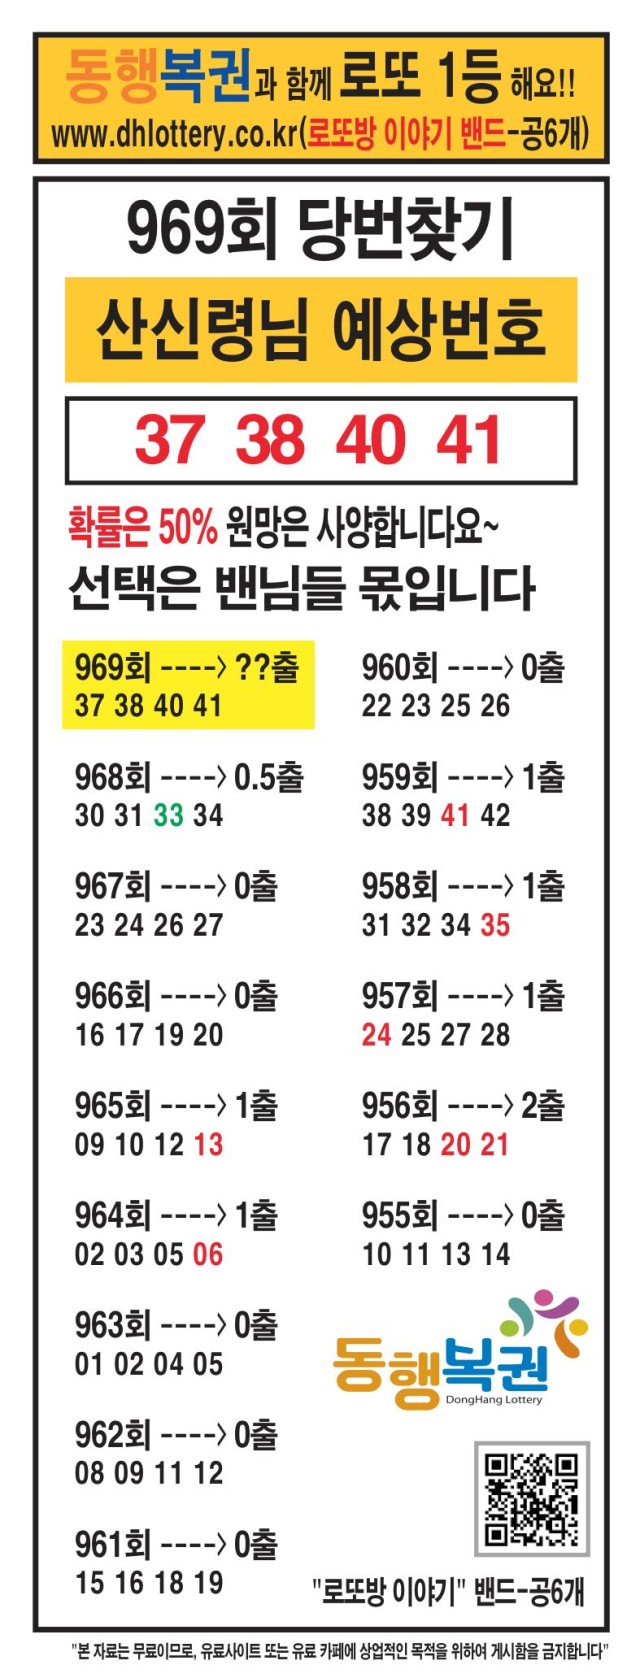 동행복권과 함께 로또 1등 해요!!
www.dhlottery.co.kr(로또방 이야기 밴드-공6개)
969회 당번찾기
산신령님 예상번호
37 38 40 41
확률은 50% 원망은 사양합니다요~
선택은 밴님들 몫입니다
969회 ----> ??출
37 38 40 41
968회 ----> 0.5출
30 31 33 34
967회 ----> 0출
23 24 26 27
966회 ----> 0출
16 17 19 20
965회 ----> 1출
09 10 12 13
964회 ----> 1출
02 03 05 06
963회 ----> 0출
01 02 04 05
962회 ----> 0출
08 09 11 12
961회 ----> 0출
15 16 18 19
960회 ----> 0출
22 23 25 26
959회 ----> 1출
38 39 41 42
958회 ----> 1출
31 32 34 35
957회 ----> 1출
24 25 27 28
956회 ----> 2출
17 18 20 21
955회 ----> 0출
10 11 13 14
동행복권
DongHang Lottery
"로또방 이야기" 밴드-공6개
"본 자료는 무료이므로, 유료사이트 또는 유료 카페에 상업적인 목적을 위하여 게시함을 금지합니다"